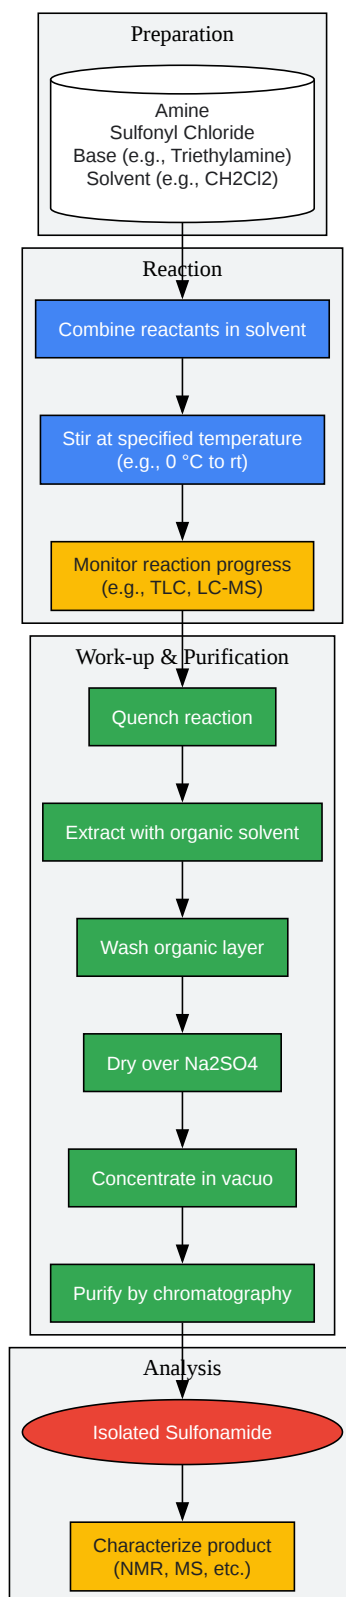 Preparation
Amine
Sulfonyl Chloride
Base (e.g., Triethylamine)
Solvent (e.g., CH2Cl2)
Reaction
Combine reactants in solvent
Stir at specified temperature
(e.g., 0 °C to rt)
Monitor reaction progress
(e.g., TLC, LC-MS)
Work-up & Purification
Quench reaction
Extract with organic solvent
Wash organic layer
Dry over Na2SO4
Concentrate in vacuo
Purify by chromatography
Analysis
Isolated Sulfonamide
Characterize product
(NMR, MS, etc.)